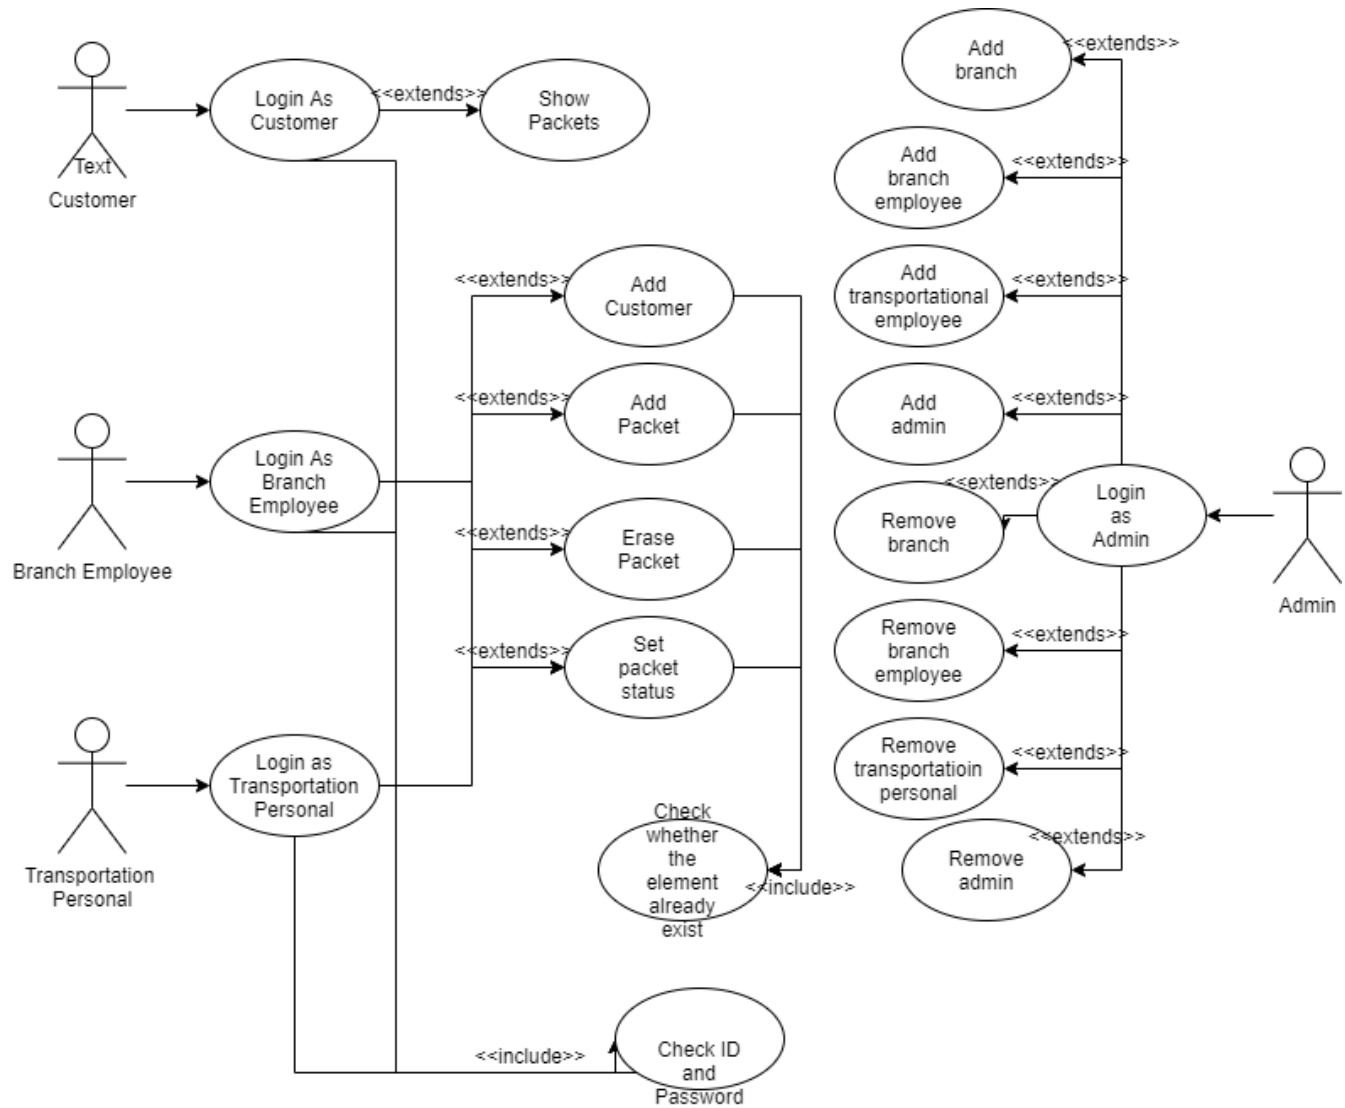 Text
Customer
Login As
Customer
<<extends>>
Show
Packets
Branch Employee
Login As
Branch
Employee
<<extends>>
Add
Customer
<<extends>>
Add
Packet
<<extends>>
Erase
Packet
<<extends>>
Set
packet
status
Transportation
Personal
Login as
Transportation
Personal
Check
whether
the
element
already
exist
<<include>>
<<include>>
Check ID
and
Password
Add
branch
<<extends>>
Add
branch
employee
<<extends>>
Add
transportational
employee
<<extends>>
Add
admin
<<extends>>
Remove
branch
<<extends>>
Login
as
Admin
Admin
Remove
branch
employee
<<extends>>
Remove
transportatioin
personal
<<extends>>
Remove
admin
<<extends>>